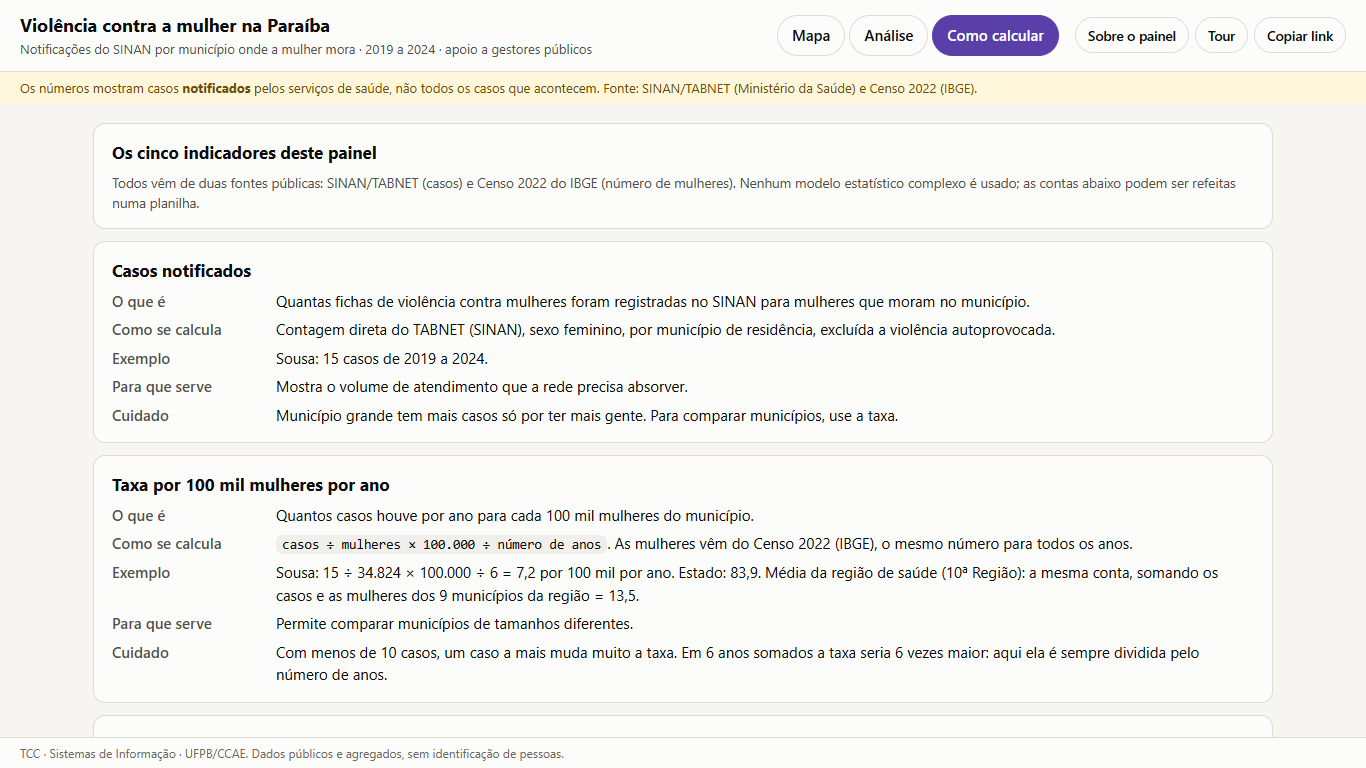 Violência contra a mulher na Paraíba
Notificações do SINAN por município onde a mulher mora · 2019 a 2024 · apoio a gestores públicos
Mapa
Análise
Como calcular
Sobre o painel
Tour
Copiar link
Os números mostram casos notificados pelos serviços de saúde, não todos os casos que acontecem. Fonte: SINAN/TABNET (Ministério da Saúde) e Censo 2022 (IBGE).
Os cinco indicadores deste painel
Todos vêm de duas fontes públicas: SINAN/TABNET (casos) e Censo 2022 do IBGE (número de mulheres). Nenhum modelo estatístico complexo é usado; as contas abaixo podem ser refeitas
numa planilha.
Casos notificados
O que é
Quantas fichas de violência contra mulheres foram registradas no SINAN para mulheres que moram no município.
Como se calcula
Contagem direta do TABNET (SINAN), sexo feminino, por município de residência, excluída a violência autoprovocada.
Exemplo
Sousa: 15 casos de 2019 a 2024.
Para que serve
Mostra o volume de atendimento que a rede precisa absorver.
Cuidado
Município grande tem mais casos só por ter mais gente. Para comparar municípios, use a taxa.
Taxa por 100 mil mulheres por ano
O que é
Quantos casos houve por ano para cada 100 mil mulheres do município.
Como se calcula
casos ÷ mulheres × 100.000 ÷ número de anos. As mulheres vêm do Censo 2022 (IBGE), o mesmo número para todos os anos.
Exemplo
Sousa: 15 ÷ 34.824 × 100.000 ÷ 6 = 7,2 por 100 mil por ano. Estado: 83,9. Média da região de saúde (10ª Região): a mesma conta, somando os
casos e as mulheres dos 9 municípios da região = 13,5.
Para que serve
Permite comparar municípios de tamanhos diferentes.
Cuidado
Com menos de 10 casos, um caso a mais muda muito a taxa. Em 6 anos somados a taxa seria 6 vezes maior: aqui ela é sempre dividida pelo
número de anos.
TCC · Sistemas de Informação · UFPB/CCAE. Dados públicos e agregados, sem identificação de pessoas.